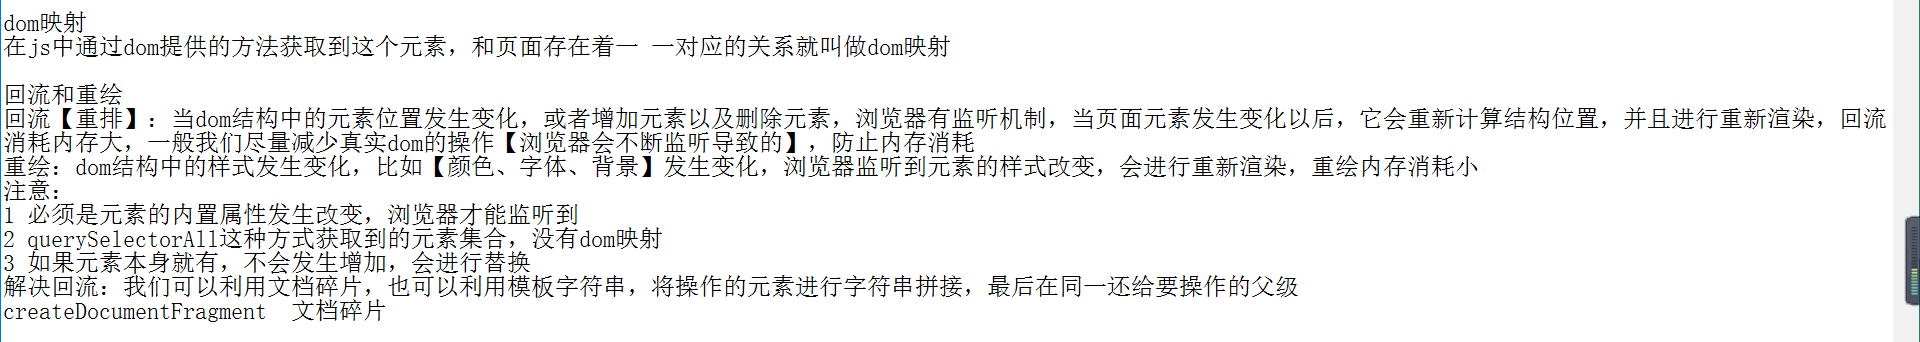 dom映射
在js中通过dom提供的方法获取到这个元素，和页面存在着一 一对应的关系就叫做dom映射
回流和重绘
回流【重排】：当dom结构中的元素位置发生变化，或者增加元素以及删除元素，浏览器有监听机制，当页面元素发生变化以后，它会重新计算结构位置，并且进行重新渲染，回流
消耗内存大，一般我们尽量减少真实dom的操作【浏览器会不断监听导致的】，防止内存消耗
重绘：dom结构中的样式发生变化，比如【颜色、字体、背景】发生变化，浏览器监听到元素的样式改变，会进行重新渲染，重绘内存消耗小
注意：
1 必须是元素的内置属性发生改变，浏览器才能监听到
2 querySelectorAll这种方式获取到的元素集合，没有dom映射
3 如果元素本身就有，不会发生增加，会进行替换
解决回流：我们可以利用文档碎片，也可以利用模板字符串，将操作的元素进行字符串拼接，最后在同一还给要操作的父级
createDocumentFragment  文档碎片